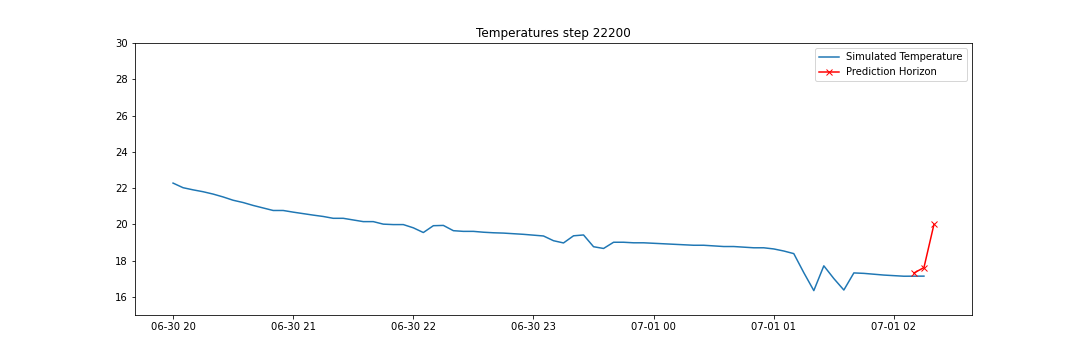 Temperatures step 22200
Simulated Temperature
Prediction Horizon
30
28
26
24
22
20
18
16
06-30 20 06-30 21 06-30 22 06-30 23 07-01 00 07-01 01 07-01 02